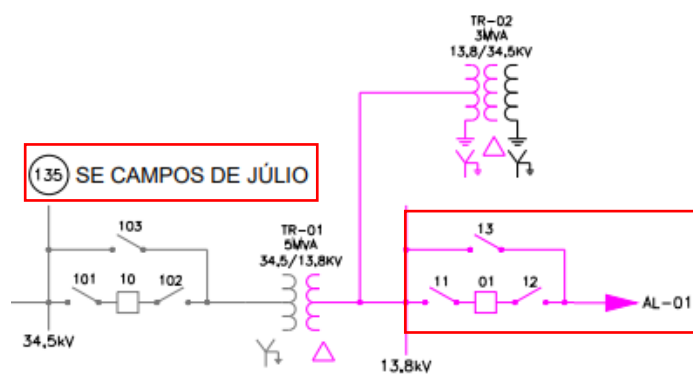 TR-02
3MVA
13.8/34.5KV
135 SE CAMPOS DE JÚLIO
103
TR-01
5MVA
34.5/13.8KV
13
101 10 102
11 01 12
AL-01
34.5kV
13.8kV